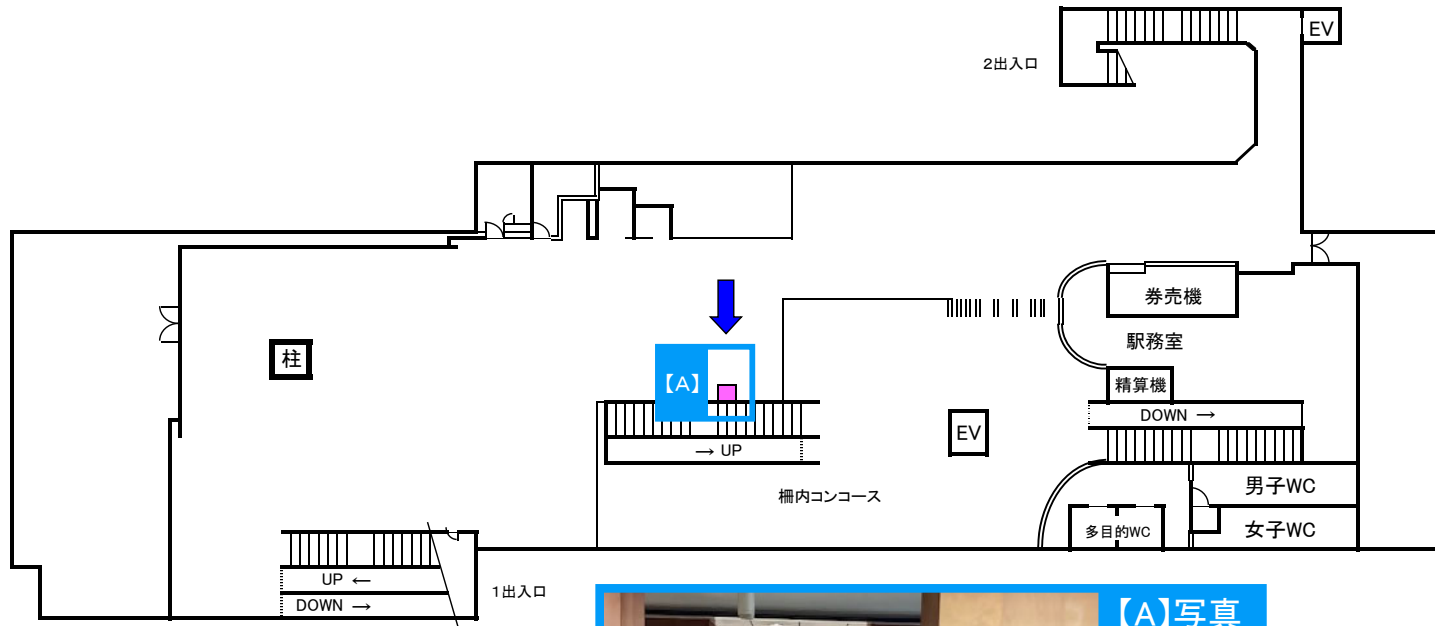 EV
2出入口
券売機
駅務室
柱
【A】
精算機
DOWN →
EV
→ UP
柵内コンコース
男子WC
多目的WC
女子WC
UP ←
1出入口
DOWN →
【A】写真